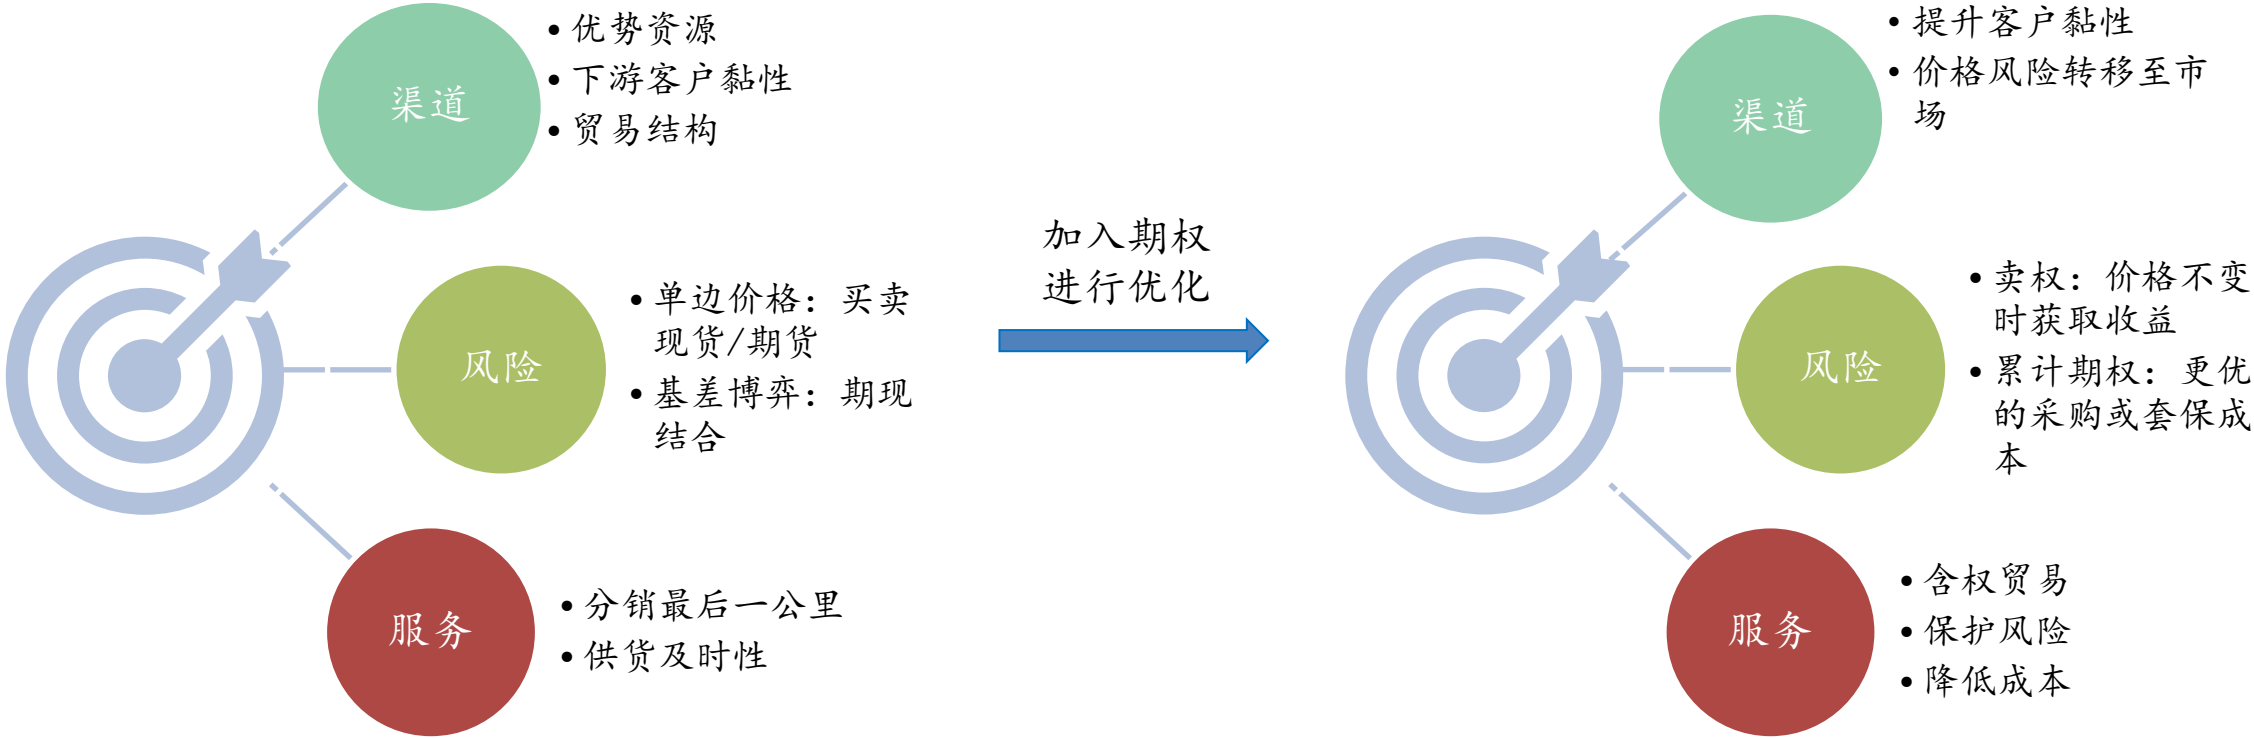 渠道
• 优势资源
• 下游客户黏性
• 贸易结构
风险
• 单边价格：买卖
现货/期货
• 基差博弈：期现
结合
服务
• 分销最后一公里
• 供货及时性
加入期权
进行优化
渠道
• 提升客户黏性
• 价格风险转移至市
场
风险
• 卖权：价格不变
时获取收益
• 累计期权：更优
的采购或套保成
本
服务
• 含权贸易
• 保护风险
• 降低成本